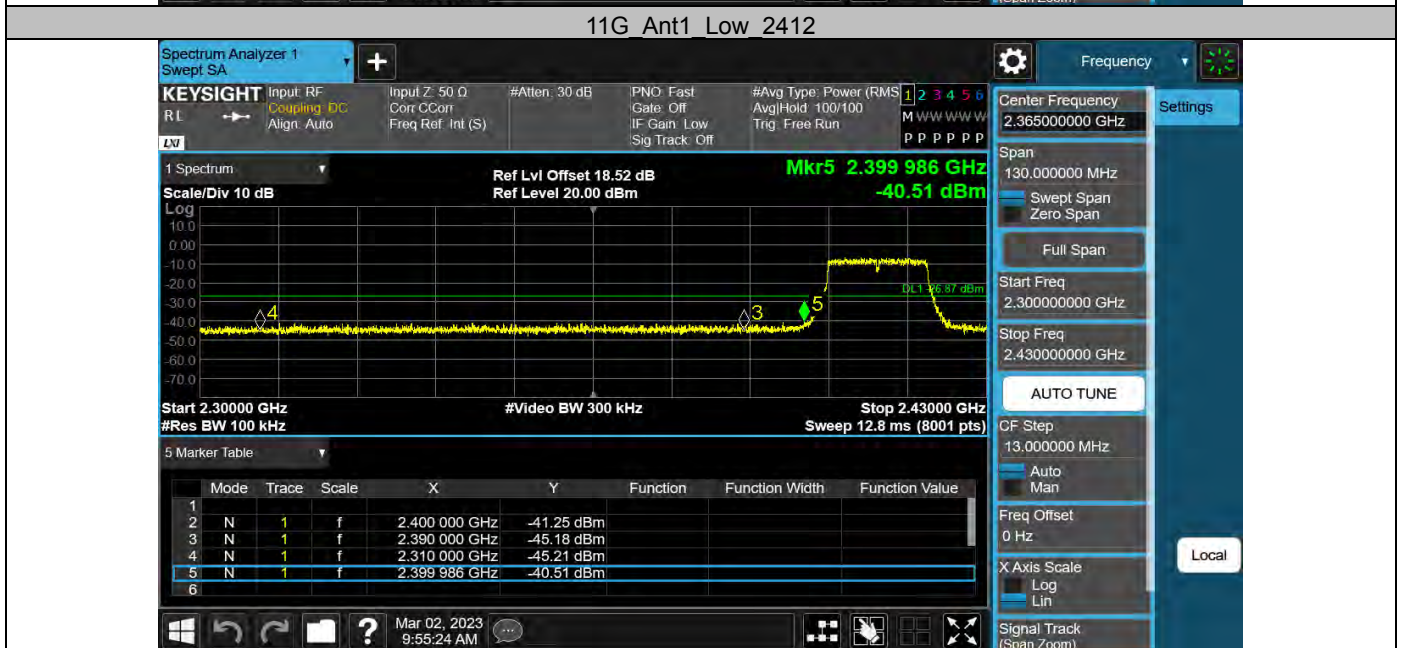 (Span Zoom)
11G_Ant1_Low_2412
Spectrum Analyzer 1
Swept SA
Frequency
KEYSIGHT
RL
LXI
Input: RF
Coupling: DC
Align: Auto
Input Z: 50 Ω
Corr CCorr
Freq Ref: Int (S)
#Atten: 30 dB
PNO: Fast
Gate: Off
IF Gain: Low
Sig Track: Off
#Avg Type: Power (RMS
Avg|Hold: 100/100
Trig: Free Run
1 2 3 4 5 6
M W W W W W
P P P P P P
Center Frequency
2.365000000 GHz
Settings
Span
130.000000 MHz
Swept Span
Zero Span
Full Span
Start Freq
2.300000000 GHz
Stop Freq
2.430000000 GHz
AUTO TUNE
CF Step
13.000000 MHz
Auto
Man
Freq Offset
0 Hz
X Axis Scale
Log
Lin
Local
Signal Track
(Span Zoom)
1 Spectrum
Scale/Div 10 dB
Ref Lvl Offset 18.52 dB
Ref Level 20.00 dBm
Mkr5 2.399 986 GHz
-40.51 dBm
Log
10.0
0.00
-10.0
-20.0
-30.0
-40.0
-50.0
-60.0
-70.0
DL1 -26.87 dBm
4
3
5
Start 2.30000 GHz
#Video BW 300 kHz
Stop 2.43000 GHz
#Res BW 100 kHz
Sweep 12.8 ms (8001 pts)
5 Marker Table
Mode Trace Scale X Y Function Function Width Function Value
1
2 N 1 f 2.400 000 GHz -41.25 dBm
3 N 1 f 2.390 000 GHz -45.18 dBm
4 N 1 f 2.310 000 GHz -45.21 dBm
5 N 1 f 2.399 986 GHz -40.51 dBm
6
?
Mar 02, 2023
9:55:24 AM